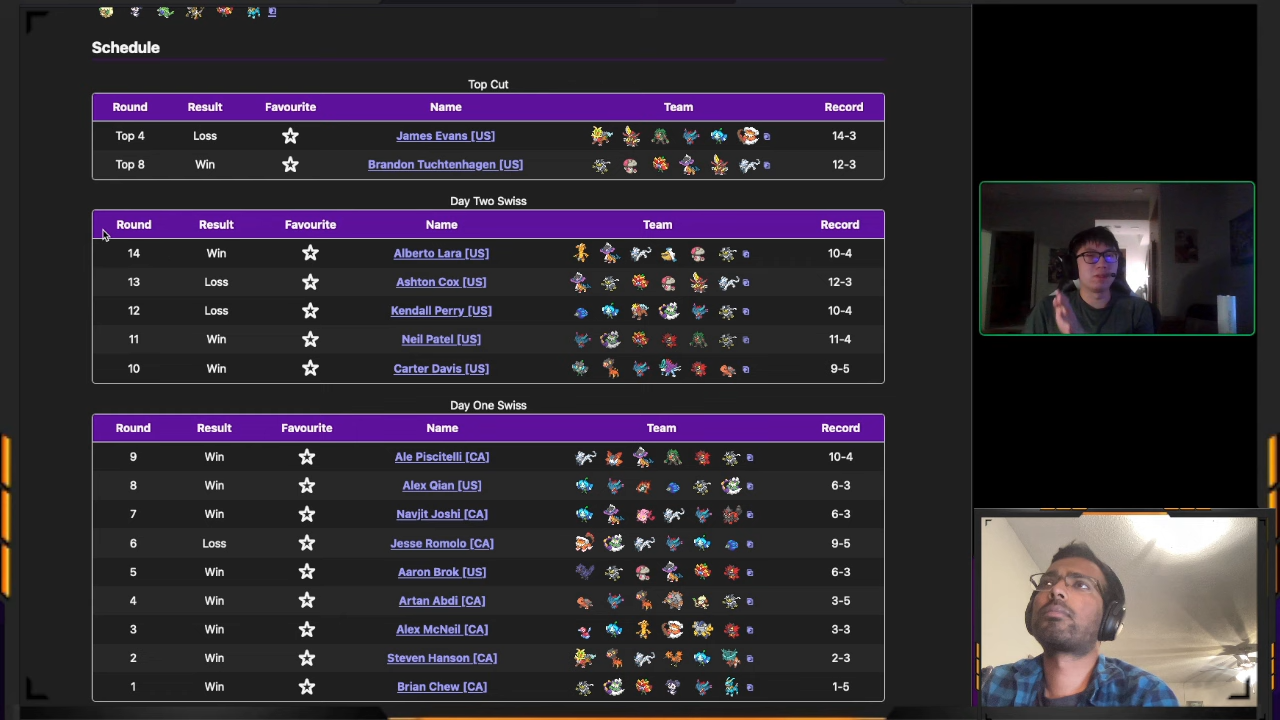 Schedule
Top Cut
Round Result Favourite Name Team Record
Top 4 Loss James Evans [US] 14-3
Top 8 Win Brandon Tuchtenhagen [US] 12-3
Day Two Swiss
Round Result Favourite Name Team Record
14 Win Alberto Lara [US] 10-4
13 Loss Ashton Cox [US] 12-3
12 Loss Kendall Perry [US] 10-4
11 Win Neil Patel [US] 11-4
10 Win Carter Davis [US] 9-5
Day One Swiss
Round Result Favourite Name Team Record
9 Win Ale Piscitelli [CA] 10-4
8 Win Alex Qian [US] 6-3
7 Win Navjit Joshi [CA] 6-3
6 Loss Jesse Romolo [CA] 9-5
5 Win Aaron Brok [US] 6-3
4 Win Artan Abdi [CA] 3-5
3 Win Alex McNeil [CA] 3-3
2 Win Steven Hanson [CA] 2-3
1 Win Brian Chew [CA] 1-5